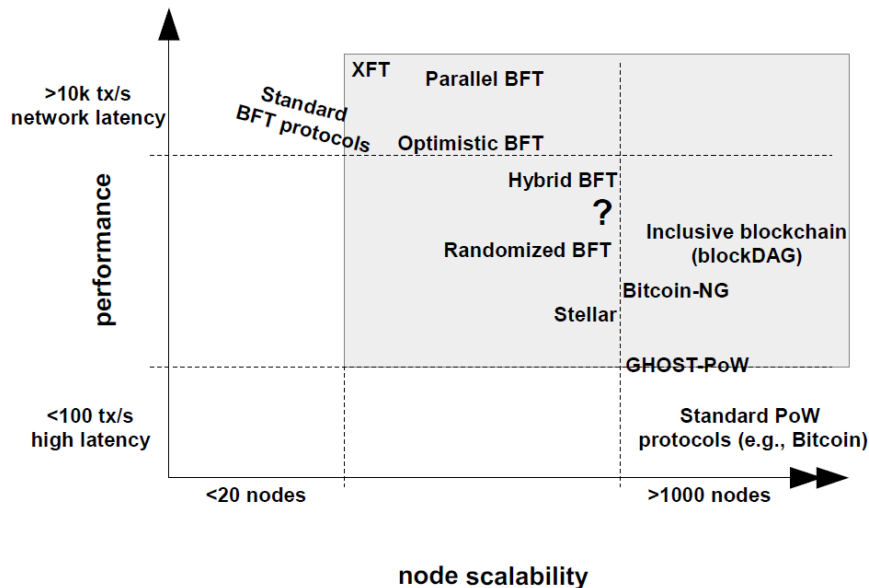 XFT
Parallel BFT
>10k tx/s
network latency
Standard
BFT protocols
Optimistic BFT
Hybrid BFT
?
Inclusive blockchain
(blockDAG)
Randomized BFT
performance
Bitcoin-NG
Stellar
GHOST-PoW
<100 tx/s
high latency
Standard PoW
protocols (e.g., Bitcoin)
<20 nodes
>1000 nodes
node scalability